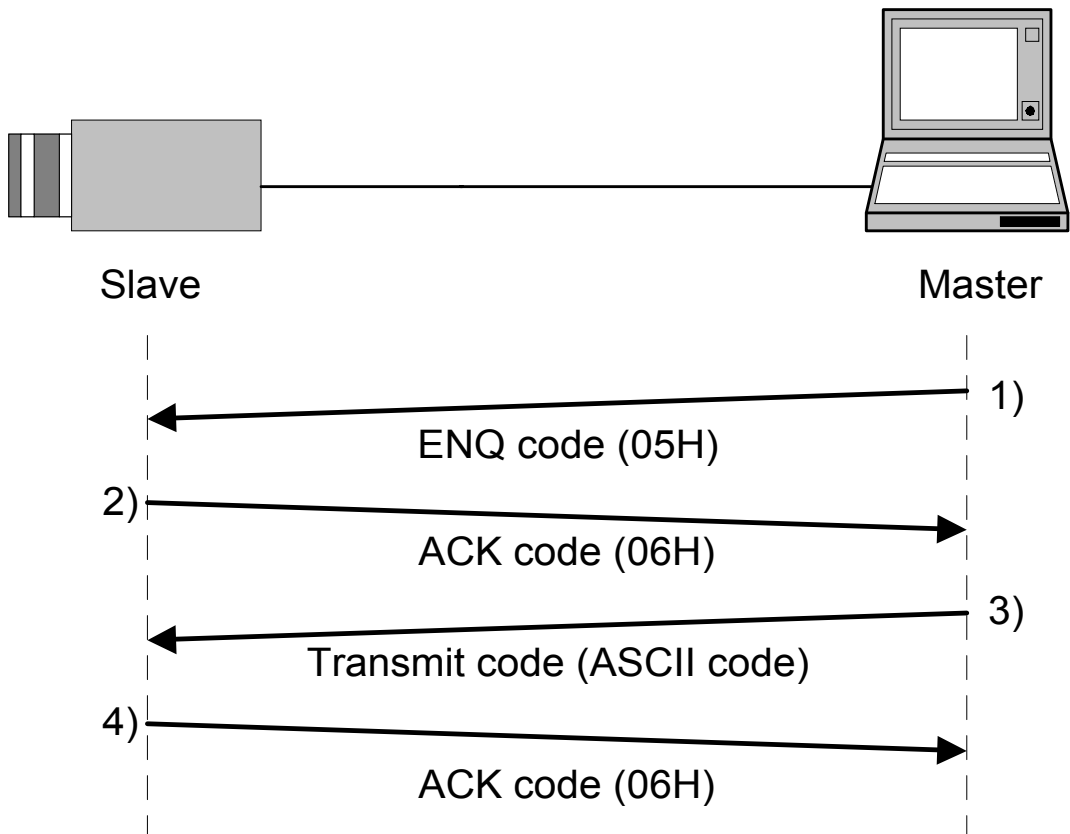 Slave
Master
1)
ENQ code (05H)
2)
ACK code (06H)
3)
Transmit code (ASCII code)
4)
ACK code (06H)